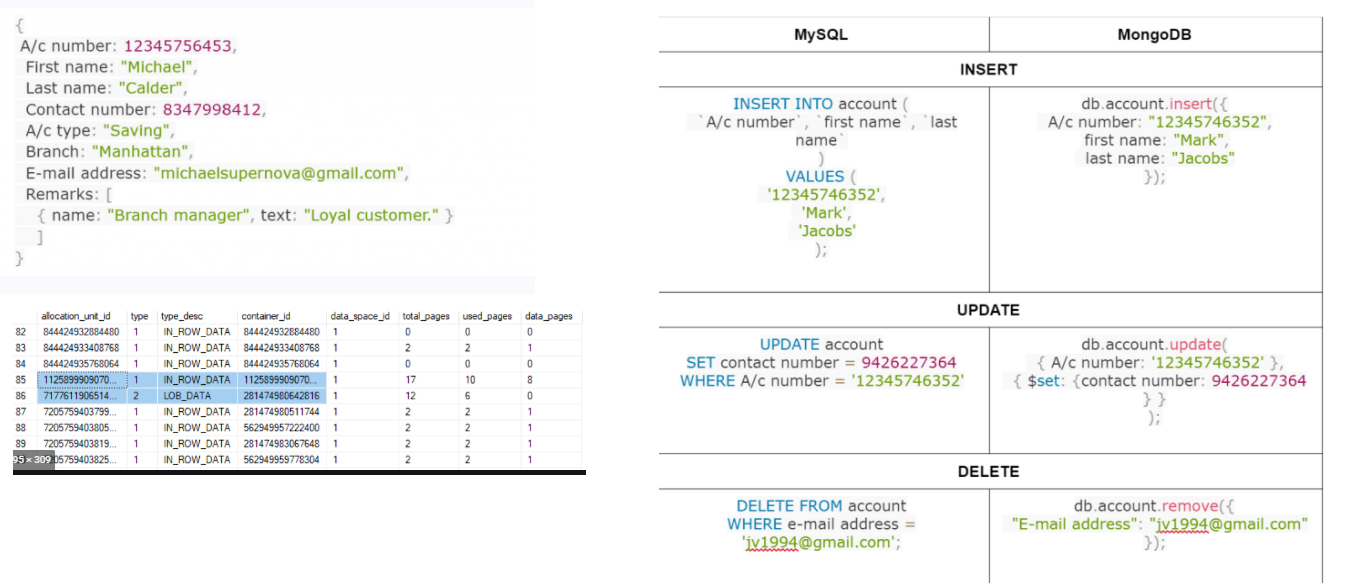 {
A/c number: 12345756453,
First name: "Michael",
Last name: "Calder",
Contact number: 8347998412,
A/c type: "Saving",
Branch: "Manhattan",
E-mail address: "michaelsupernova@gmail.com",
Remarks: [
{ name: "Branch manager", text: "Loyal customer." }
]
}
allocation_unit_id type type_desc container_id data_space_id total_pages used_pages data_pages
82 844424932884480 1 IN_ROW_DATA 844424932884480 1 0 0 0
83 844424933408768 1 IN_ROW_DATA 844424933408768 1 2 2 1
84 844424935768064 1 IN_ROW_DATA 844424935768064 1 0 0 0
85 1125899909070... 1 IN_ROW_DATA 1125899909070... 1 17 10 8
86 7177611906514... 2 LOB_DATA 281474980642816 1 12 6 0
87 7205759403799... 1 IN_ROW_DATA 281474980511744 1 2 2 1
88 7205759403805... 1 IN_ROW_DATA 562949957222400 1 2 2 1
89 7205759403819... 1 IN_ROW_DATA 281474983067648 1 2 2 1
95 × 309 205759403825... 1 IN_ROW_DATA 562949959778304 1 2 2 1
MySQL MongoDB
INSERT
INSERT INTO account (
`A/c number`, `first name`, `last
name`
)
VALUES (
'12345746352',
'Mark',
'Jacobs'
);
db.account.insert({
A/c number: "12345746352",
first name: "Mark",
last name: "Jacobs"
});
UPDATE
UPDATE account
SET contact number = 9426227364
WHERE A/c number = '12345746352'
db.account.update(
{ A/c number: '12345746352' },
{ $set: {contact number: 9426227364
} }
);
DELETE
DELETE FROM account
WHERE e-mail address =
'jv1994@gmail.com';
db.account.remove({
"E-mail address": "jv1994@gmail.com"
});